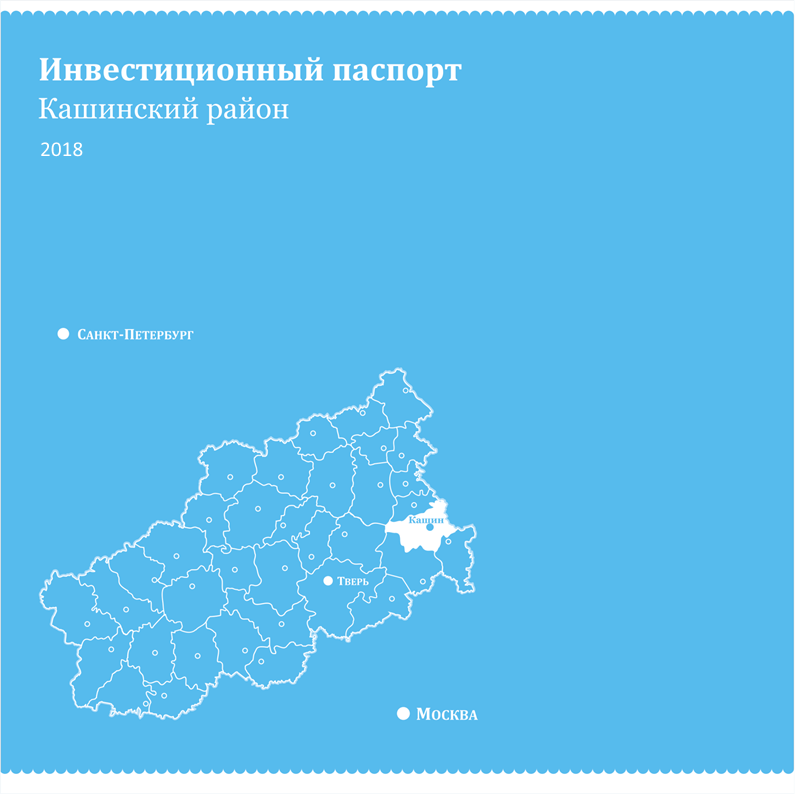 Инвестиционный паспорт
Кашинский район
2018
Санкт-Петербург
Кашин
Тверь
Москва